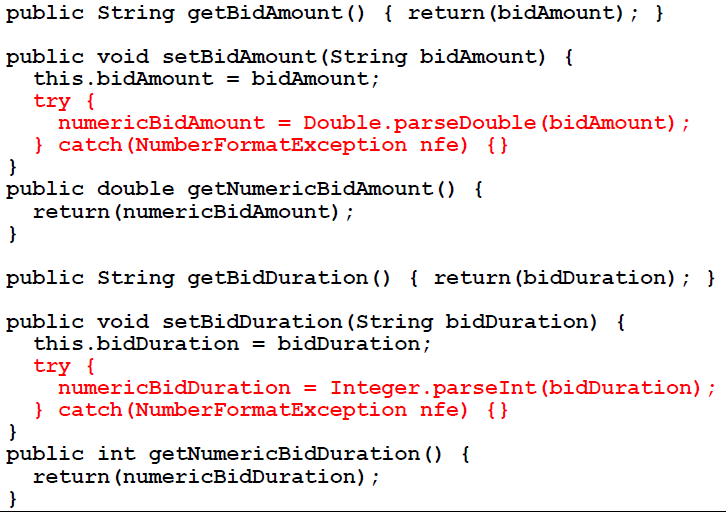 public String getBidAmount() { return(bidAmount); }
public void setBidAmount(String bidAmount) {
this.bidAmount = bidAmount;
try {
numericBidAmount = Double.parseDouble(bidAmount);
} catch(NumberFormatException nfe) {}
}
public double getNumericBidAmount() {
return(numericBidAmount);
}
public String getBidDuration() { return(bidDuration); }
public void setBidDuration(String bidDuration) {
this.bidDuration = bidDuration;
try {
numericBidDuration = Integer.parseInt(bidDuration);
} catch(NumberFormatException nfe) {}
}
public int getNumericBidDuration() {
return(numericBidDuration);
}